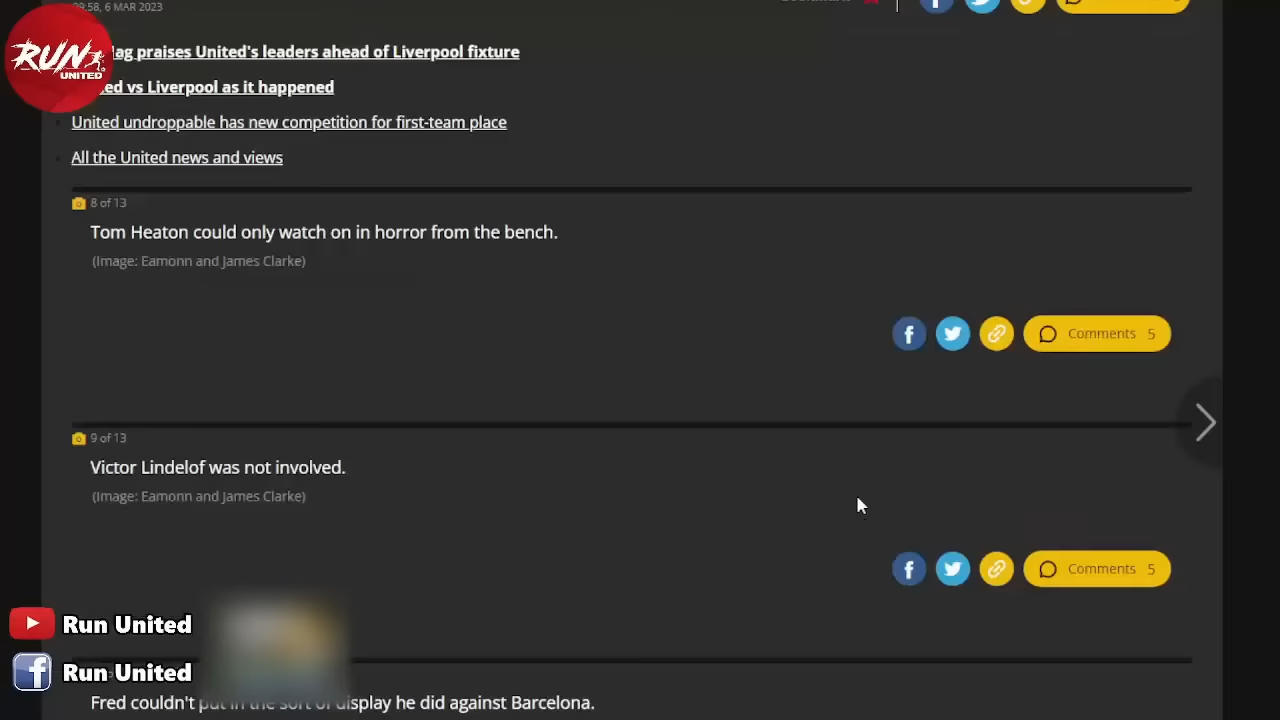 09:58, 6 MAR 2023
RUN
UNITED
Hag praises United's leaders ahead of Liverpool fixture
vs Liverpool as it happened
United undroppable has new competition for first-team place
All the United news and views
8 of 13
Tom Heaton could only watch on in horror from the bench.
(Image: Eamonn and James Clarke)
Comments 5
9 of 13
Victor Lindelof was not involved.
(Image: Eamonn and James Clarke)
Comments 5
Run United
Run United
Fred couldn't put in the sort of display he did against Barcelona.